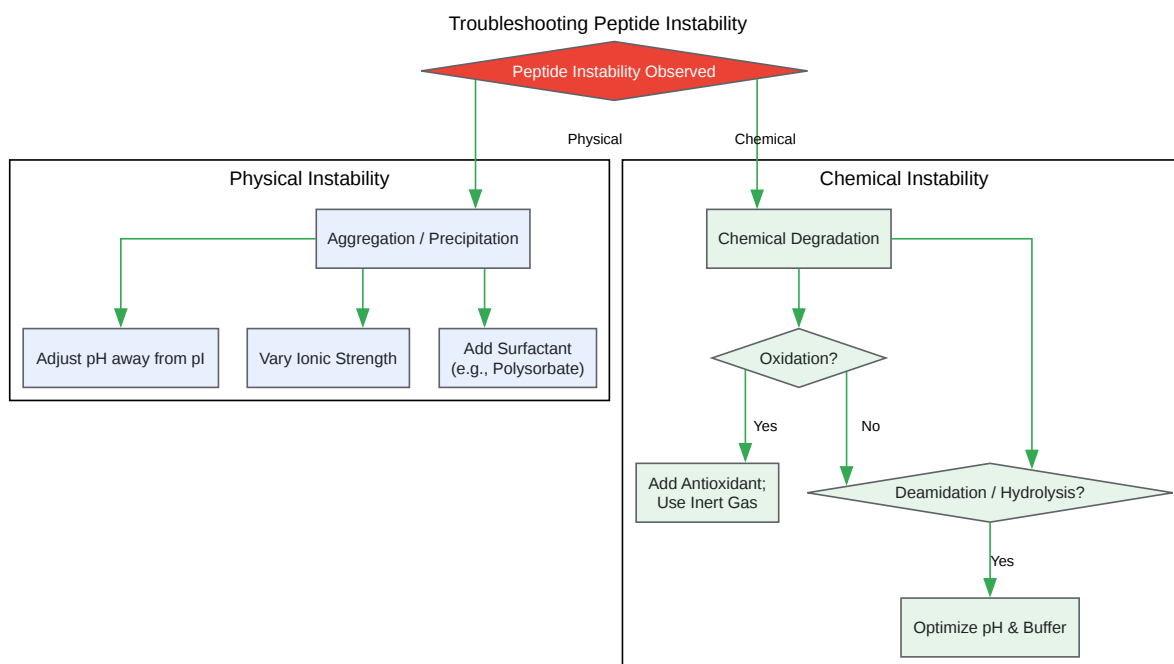 Troubleshooting Peptide Instability
Peptide Instability Observed
Physical
Chemical
Physical Instability
Aggregation / Precipitation
Adjust pH away from pI
Vary Ionic Strength
Add Surfactant
(e.g., Polysorbate)
Chemical Instability
Chemical Degradation
Oxidation?
Yes
No
Add Antioxidant;
Use Inert Gas
Deamidation / Hydrolysis?
Yes
Optimize pH & Buffer